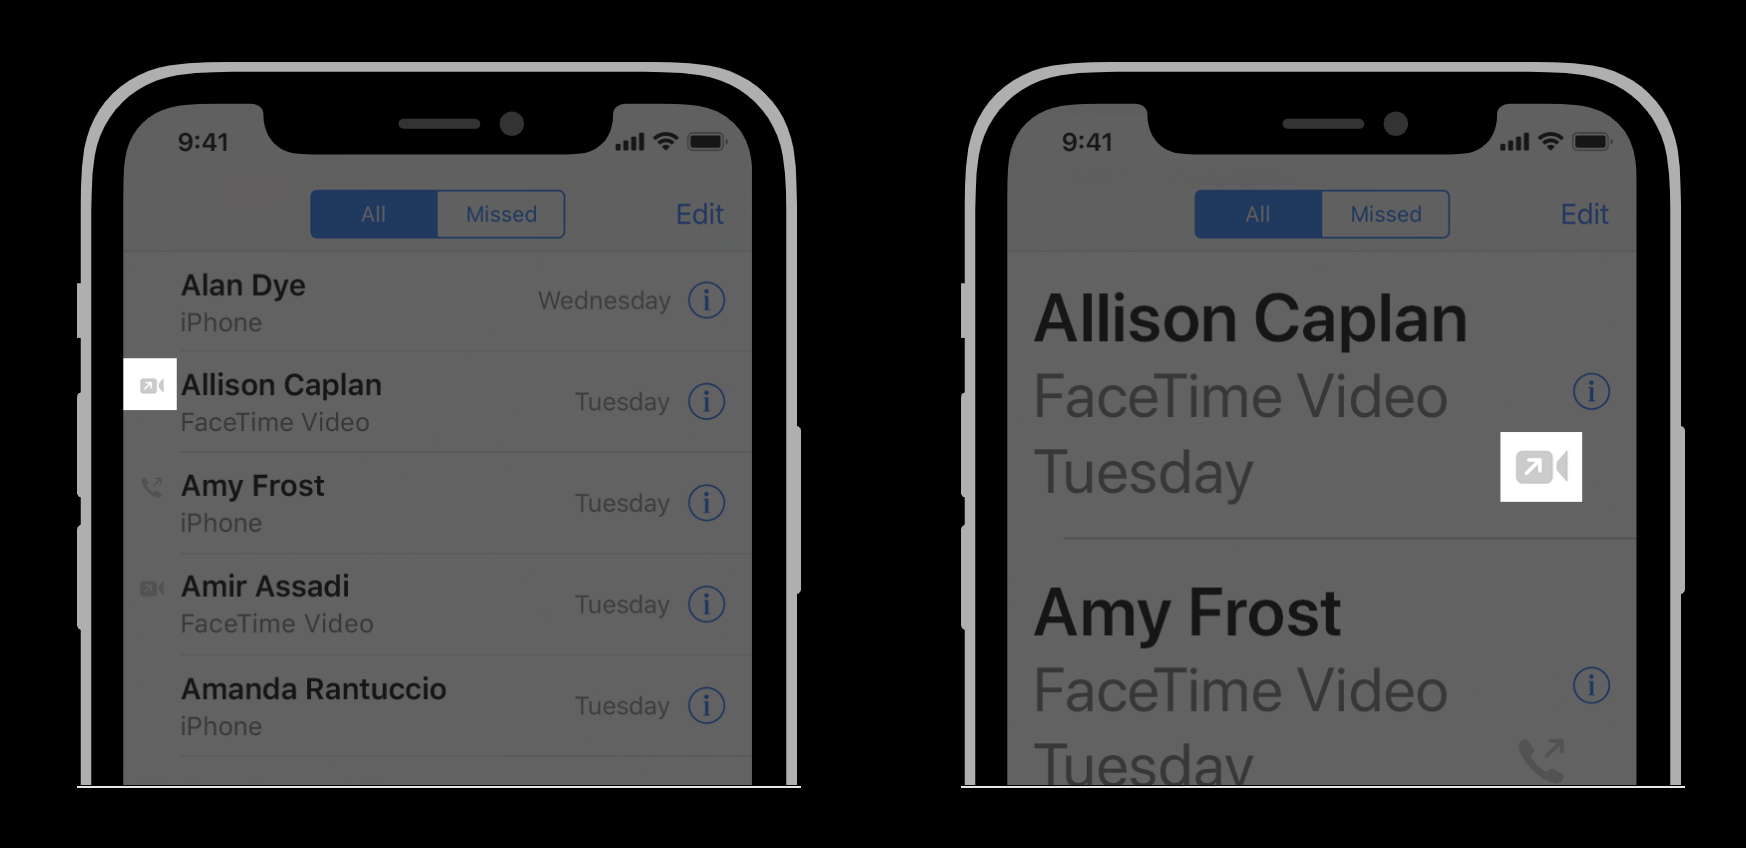 9:41
All Missed Edit
Alan Dye
iPhone
Wednesday
Allison Caplan
FaceTime Video
Tuesday
Amy Frost
iPhone
Tuesday
Amir Assadi
FaceTime Video
Tuesday
Amanda Rantuccio
iPhone
Tuesday
9:41
All Missed Edit
Allison Caplan
FaceTime Video
Tuesday
Amy Frost
FaceTime Video
Tuesday